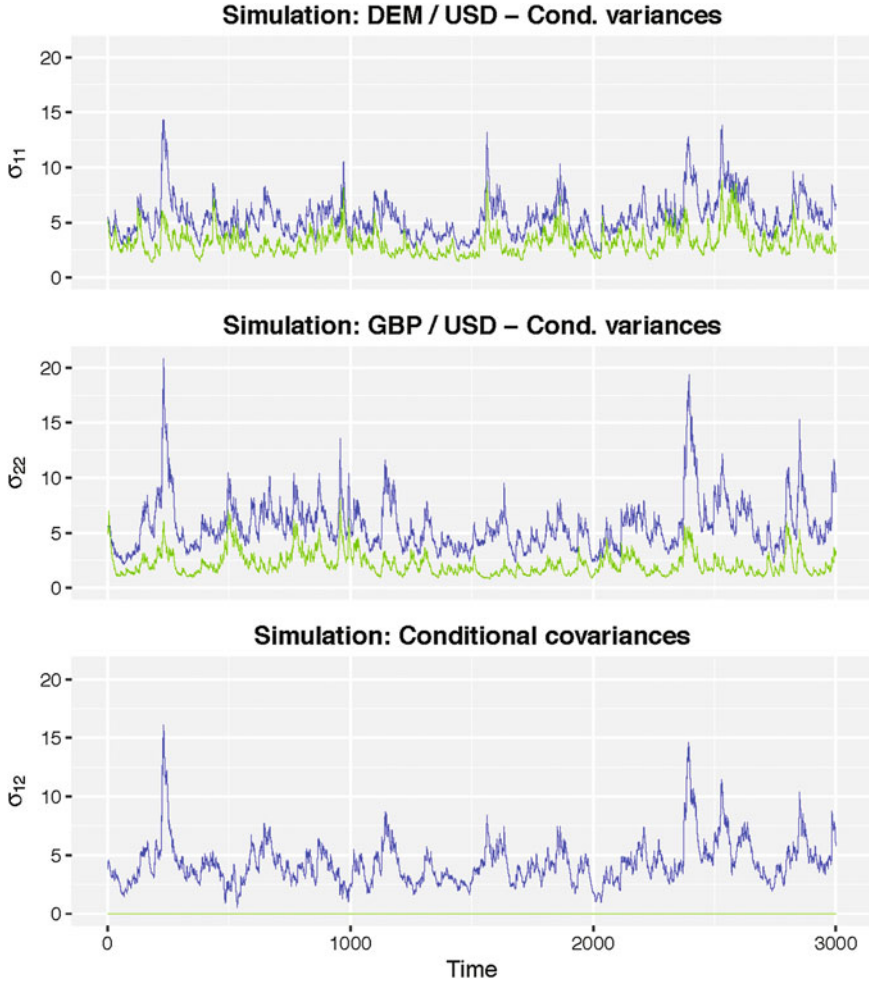 Simulation: DEM / USD – Cond. variances
20
15
10
5
0
σ11
Simulation: GBP / USD – Cond. variances
20
15
10
5
0
σ22
Simulation: Conditional covariances
20
15
10
5
0
σ12
0 1000 2000 3000
Time